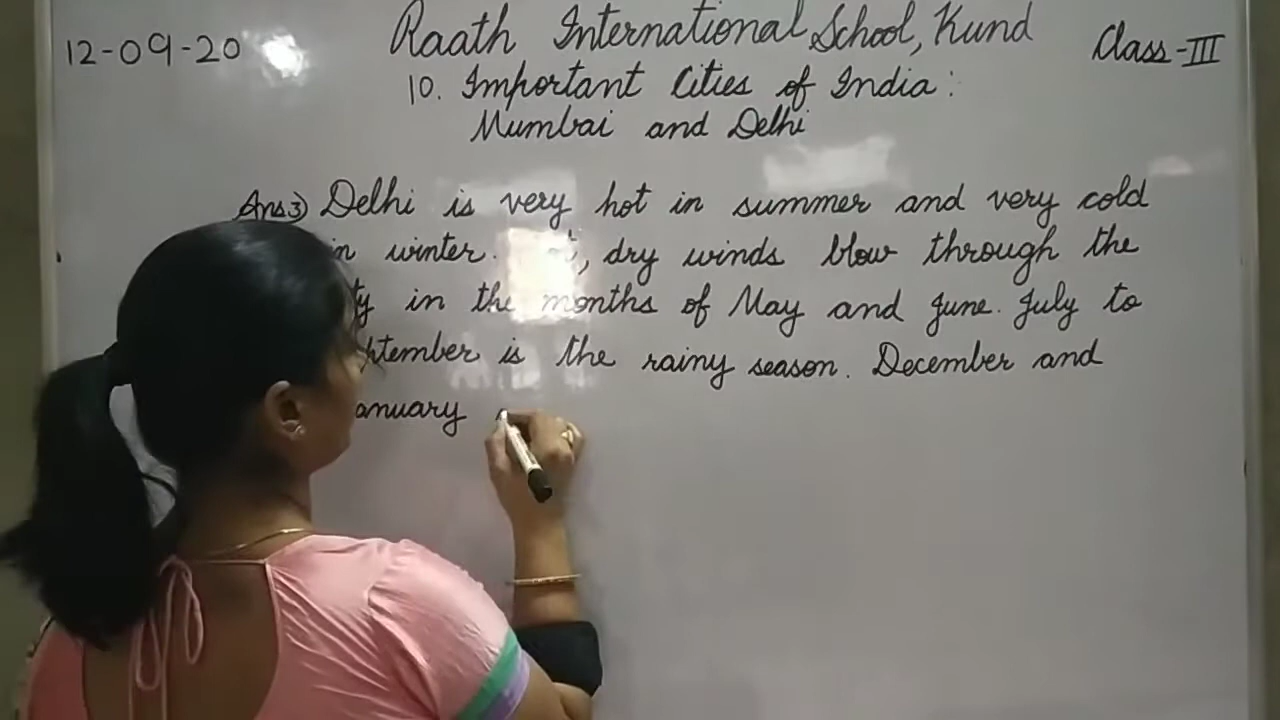 12-09-20
Raath International School, Kund
Class-III
10. Important Cities of India:
Mumbai and Delhi
Ans3) Delhi is very hot in summer and very cold
in winter. dry winds blow through the
in the months of May and June. July to
is the rainy season. December and